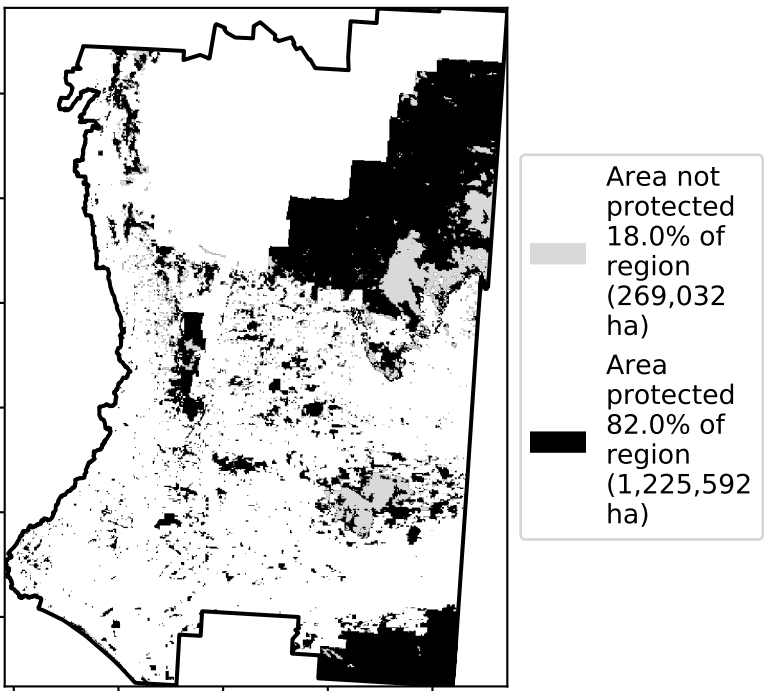 Area not
protected
18.0% of
region
(269,032
ha)
Area
protected
82.0% of
region
(1,225,592
ha)